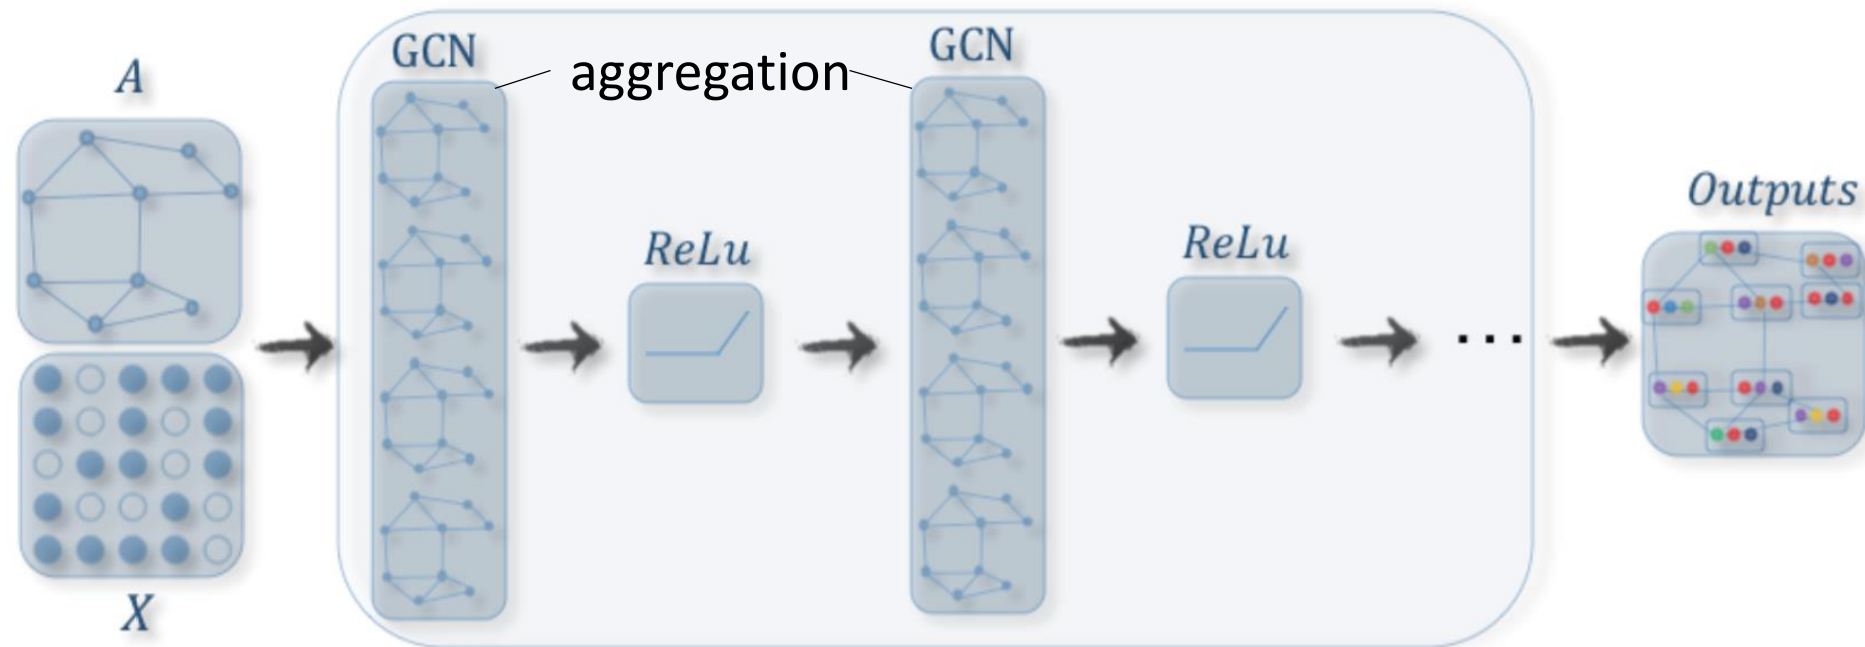 A
X
GCN
aggregation
ReLu
GCN
ReLu
...
Outputs